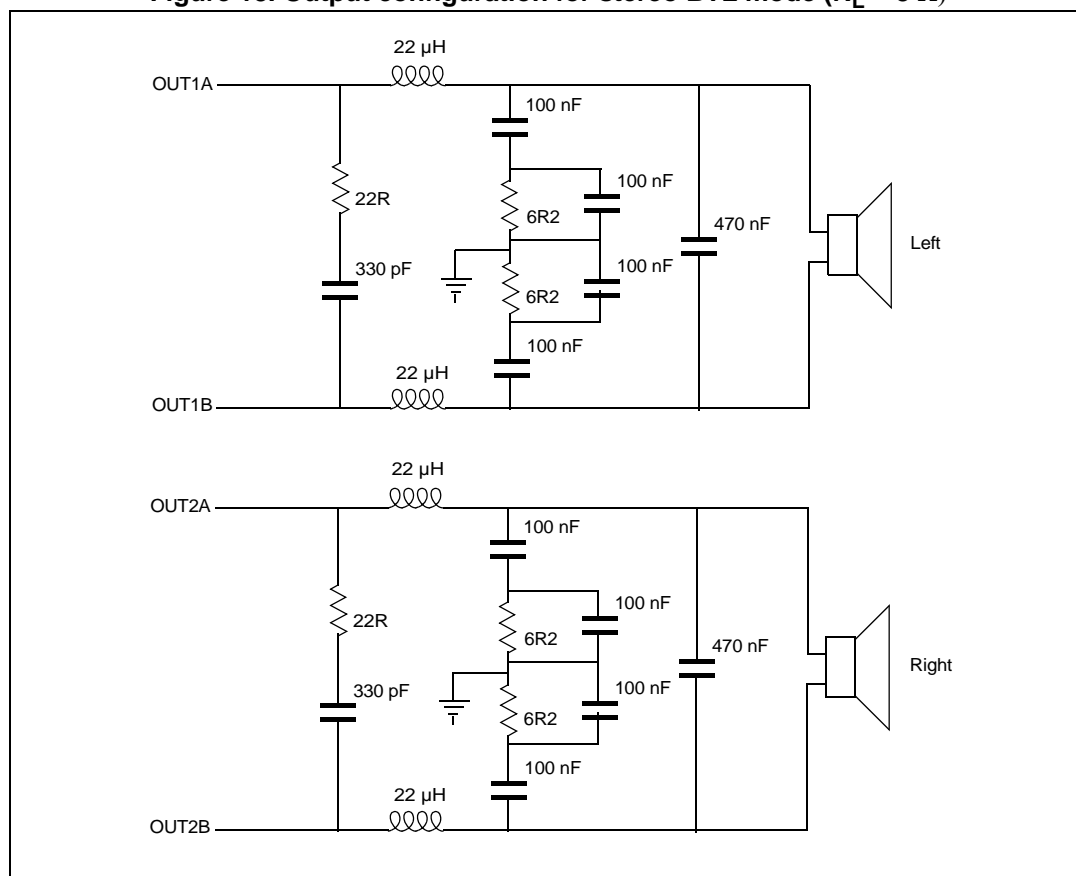 22 µH
OUT1A
100 nF
22R
100 nF
6R2
470 nF
Left
330 pF
100 nF
6R2
100 nF
22 µH
OUT1B
22 µH
OUT2A
100 nF
22R
100 nF
6R2
470 nF
Right
330 pF
100 nF
6R2
100 nF
22 µH
OUT2B